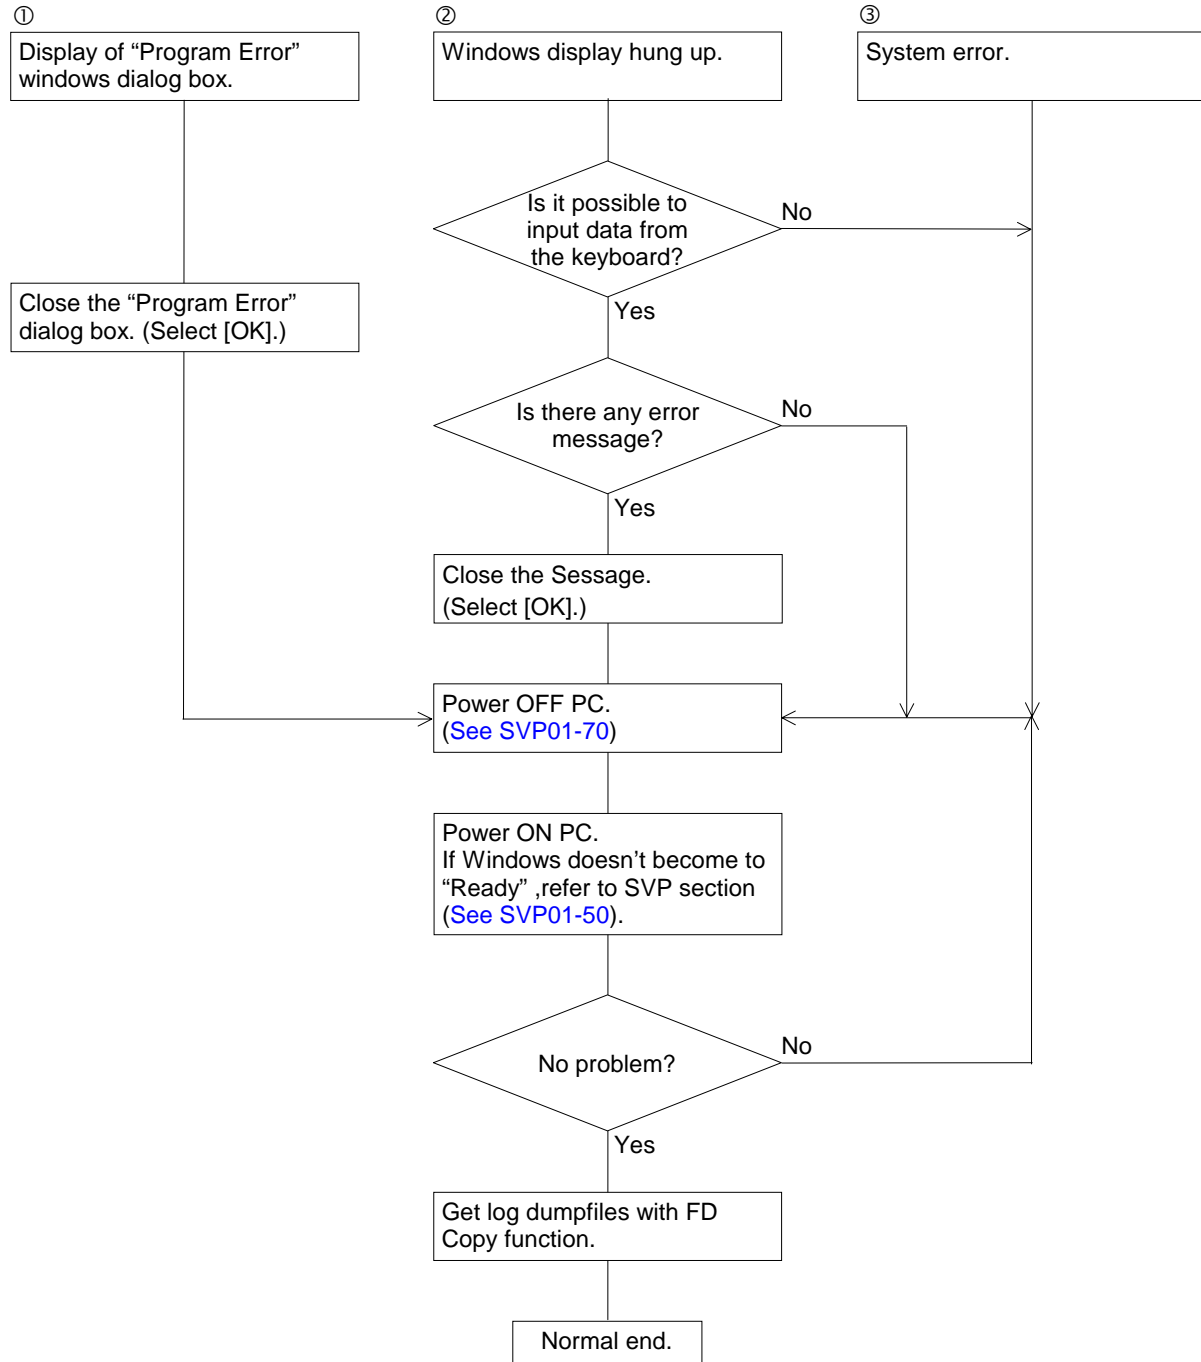 ①
Display of “Program Error”
windows dialog box.
②
Windows display hung up.
③
System error.
Is it possible to
input data from
the keyboard?
No
Yes
Close the “Program Error”
dialog box. (Select [OK].)
Is there any error
message?
No
Yes
Close the Sessage.
(Select [OK].)
Power OFF PC.
(See SVP01-70)
Power ON PC.
If Windows doesn’t become to
“Ready” ,refer to SVP section
(See SVP01-50).
No problem?
No
Yes
Get log dumpfiles with FD
Copy function.
Normal end.